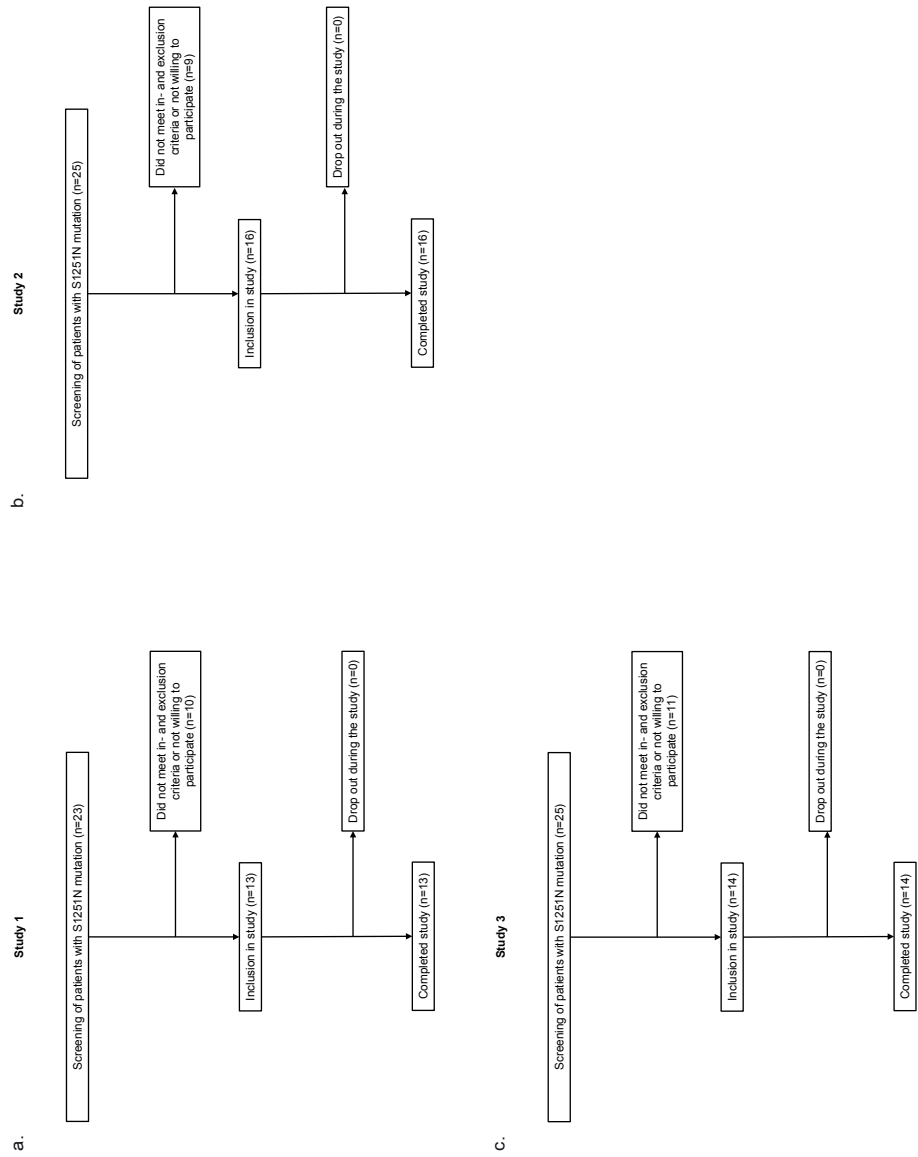 a.
Study 1
Screening of patients with S1251N mutation (n=23)
Did not meet in- and exclusion
criteria or not willing to
participate (n=10)
Inclusion in study (n=13)
Drop out during the study (n=0)
Completed study (n=13)
b.
Study 2
Screening of patients with S1251N mutation (n=25)
Did not meet in- and exclusion
criteria or not willing to
participate (n=9)
Inclusion in study (n=16)
Drop out during the study (n=0)
Completed study (n=16)
c.
Study 3
Screening of patients with S1251N mutation (n=25)
Did not meet in- and exclusion
criteria or not willing to
participate (n=11)
Inclusion in study (n=14)
Drop out during the study (n=0)
Completed study (n=14)